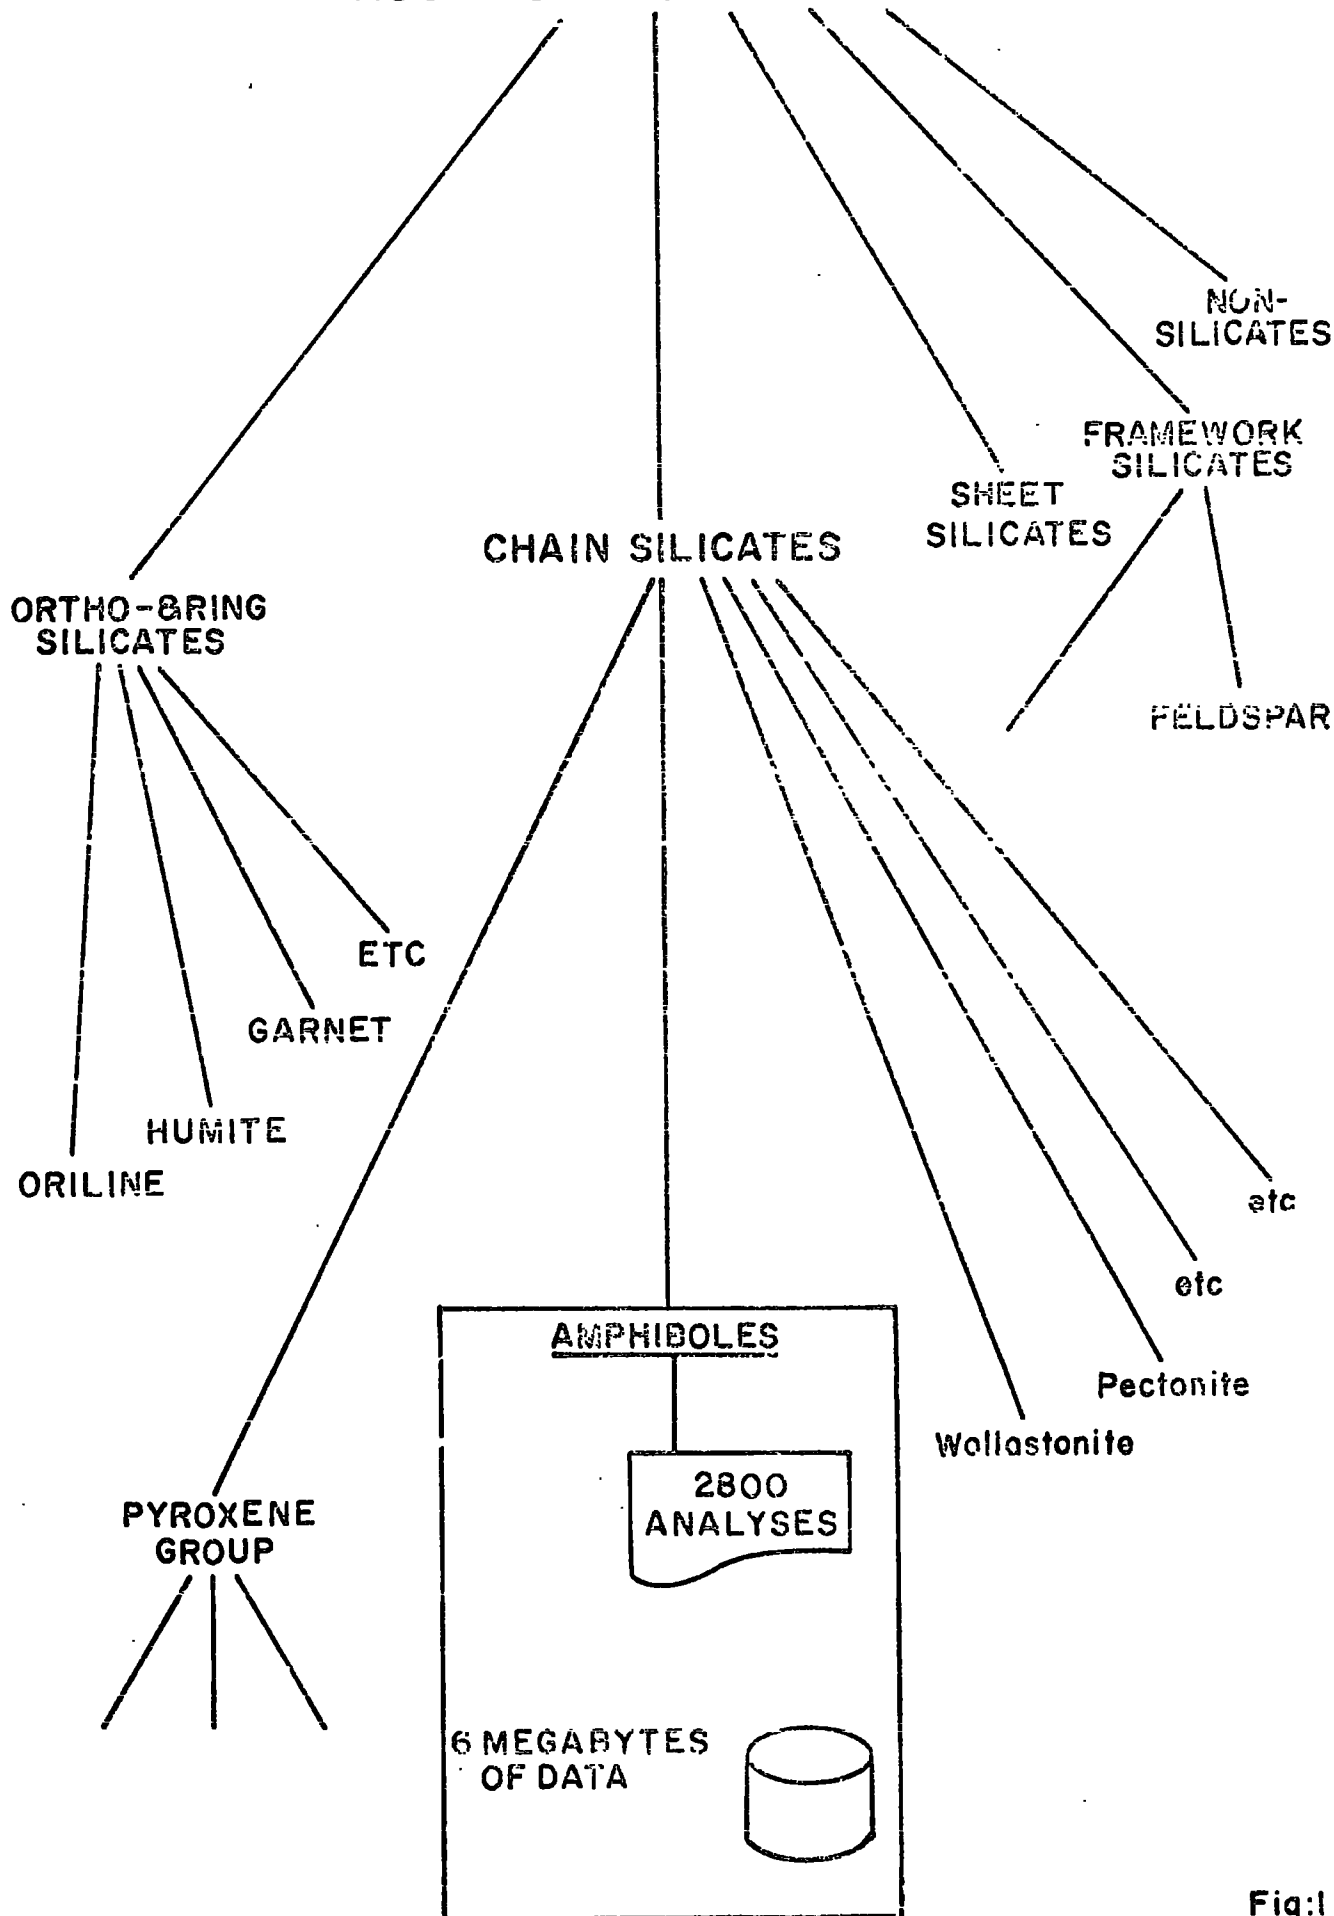 NON-
SILICATES
FRAMEWORK
SILICATES
SHEET
SILICATES
CHAIN SILICATES
ORTHO-&RING
SILICATES
FELDSPAR
ETC
GARNET
HUMITE
ORILINE
etc
etc
Pectonite
Wollastonite
AMPHIBOLES
2800
ANALYSES
PYROXENE
GROUP
6 MEGABYTES
OF DATA
Fig:1